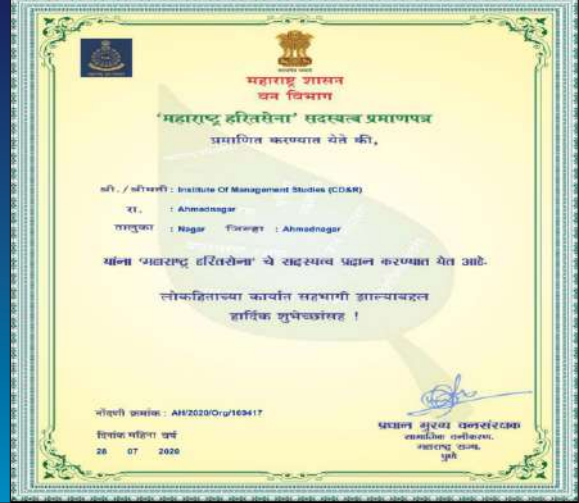 महाराष्ट्र शासन
वन विभाग
'महाराष्ट्र हरितसेना' सदस्यत्व प्रमाणपत्र
प्रमाणित करण्यात येते की,
श्री. / श्रीमती : Institute Of Management Studies (CD&R)
रा. : Ahmadnagar
तालुका : Nagar जिल्हा : Ahmadnagar
यांना 'महाराष्ट्र हरितसेना' चे सदस्यत्व प्रदान करण्यात येत आहे.
लोकहिताच्या कार्यात सहभागी झाल्याबद्दल
हार्दिक शुभेच्छांसह !
नोंदणी क्रमांक : AH/2020/Org/169417
दिनांक महिना वर्ष
28 07 2020
प्रधान मुख्य वनसंरक्षक
सामाजिक वनीकरण,
महाराष्ट्र राज्य,
पुणे